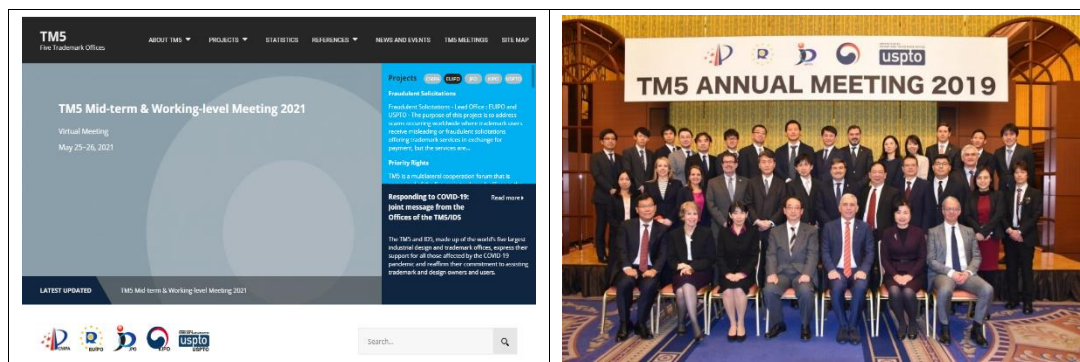 TM5
Five Trademark Offices
ABOUT TM5 PROJECTS STATISTICS REFERENCES NEWS AND EVENTS TM5 MEETINGS SITE MAP
TM5 Mid-term & Working-level Meeting 2021
Virtual Meeting
May 25-26, 2021
Projects CNIPA EUIPO JPO KIPO USPTO
Fraudulent Solicitations
Fraudulent Solicitations - Lead Office : EUIPO and
USPTO - The purpose of this project is to address
scams occurring worldwide where trademark users
receive misleading or fraudulent solicitations
offering trademark services in exchange for
payment, but the services are...
Priority Rights
TM5 is a multilateral cooperation forum that is
Responding to COVID-19: Read more
Joint message from the
Offices of the TM5/ID5
The TM5 and ID5, made up of the world's five largest
industrial design and trademark offices, express their
support for all those affected by the COVID-19
pandemic and reaffirm their commitment to assisting
trademark and design owners and users.
LATEST UPDATED TM5 Mid-term & Working-level Meeting 2021
CNIPA EUIPO JPO KIPO uspto USPTO
Search...
uspto
TM5 ANNUAL MEETING 2019